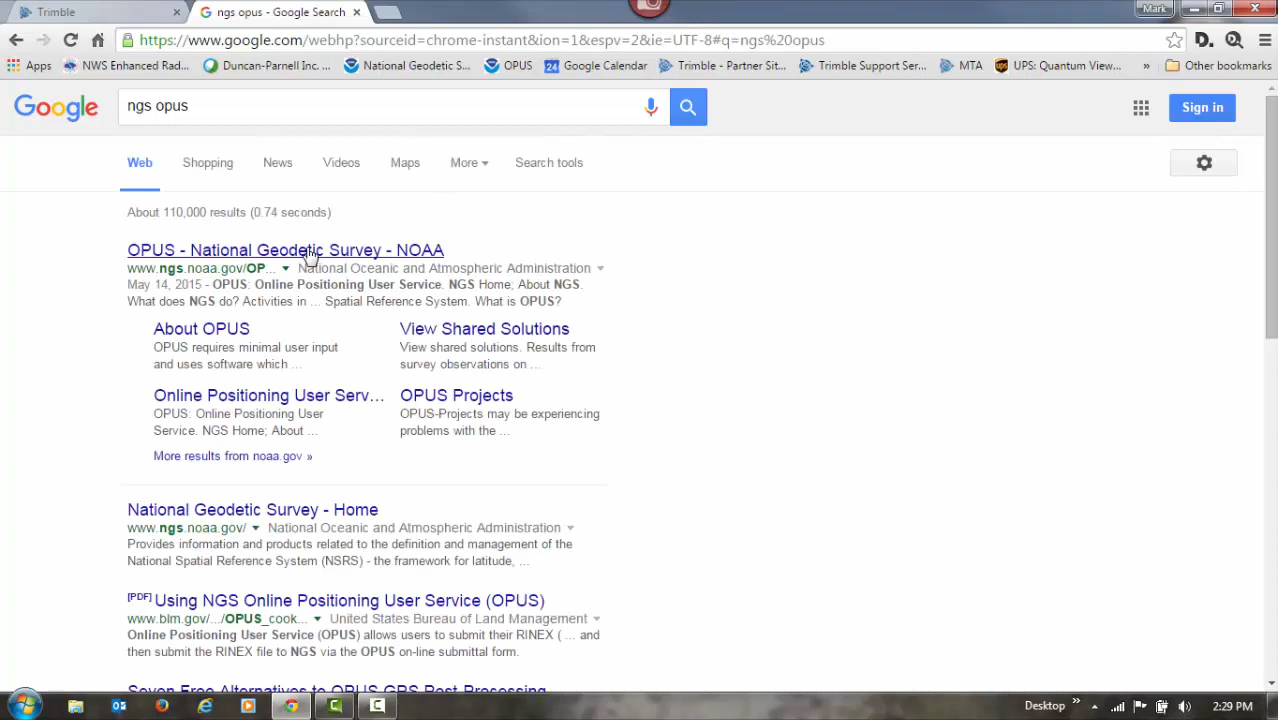 Trimble
ngs opus - Google Search
Mark
https://www.google.com/webhp?sourceid=chrome-instant&ion=1&espv=2&ie=UTF-8#q=ngs%20opus
Apps
NWS Enhanced Rad...
Duncan-Parnell Inc. ...
National Geodetic S...
OPUS
24
Google Calendar
Trimble - Partner Sit...
Trimble Support Ser...
MTA
UPS: Quantum View...
»
Other bookmarks
Google
ngs opus
Sign in
Web Shopping News Videos Maps More Search tools
About 110,000 results (0.74 seconds)
OPUS - National Geodetic Survey - NOAA
www.ngs.noaa.gov/OP... National Oceanic and Atmospheric Administration
May 14, 2015 - OPUS: Online Positioning User Service. NGS Home; About NGS.
What does NGS do? Activities in ... Spatial Reference System. What is OPUS?
About OPUS
OPUS requires minimal user input
and uses software which ...
View Shared Solutions
View shared solutions. Results from
survey observations on ...
Online Positioning User Serv...
OPUS: Online Positioning User
Service. NGS Home; About ...
OPUS Projects
OPUS-Projects may be experiencing
problems with the ...
More results from noaa.gov »
National Geodetic Survey - Home
www.ngs.noaa.gov/ National Oceanic and Atmospheric Administration
Provides information and products related to the definition and management of the
National Spatial Reference System (NSRS) - the framework for latitude, ...
[PDF] Using NGS Online Positioning User Service (OPUS)
www.blm.gov/.../OPUS_cook... United States Bureau of Land Management
Online Positioning User Service (OPUS) allows users to submit their RINEX ( ... and
then submit the RINEX file to NGS via the OPUS on-line submittal form.
Seven Free Alternatives to OPUS GPS Post-Processing
Desktop
»
2:29 PM